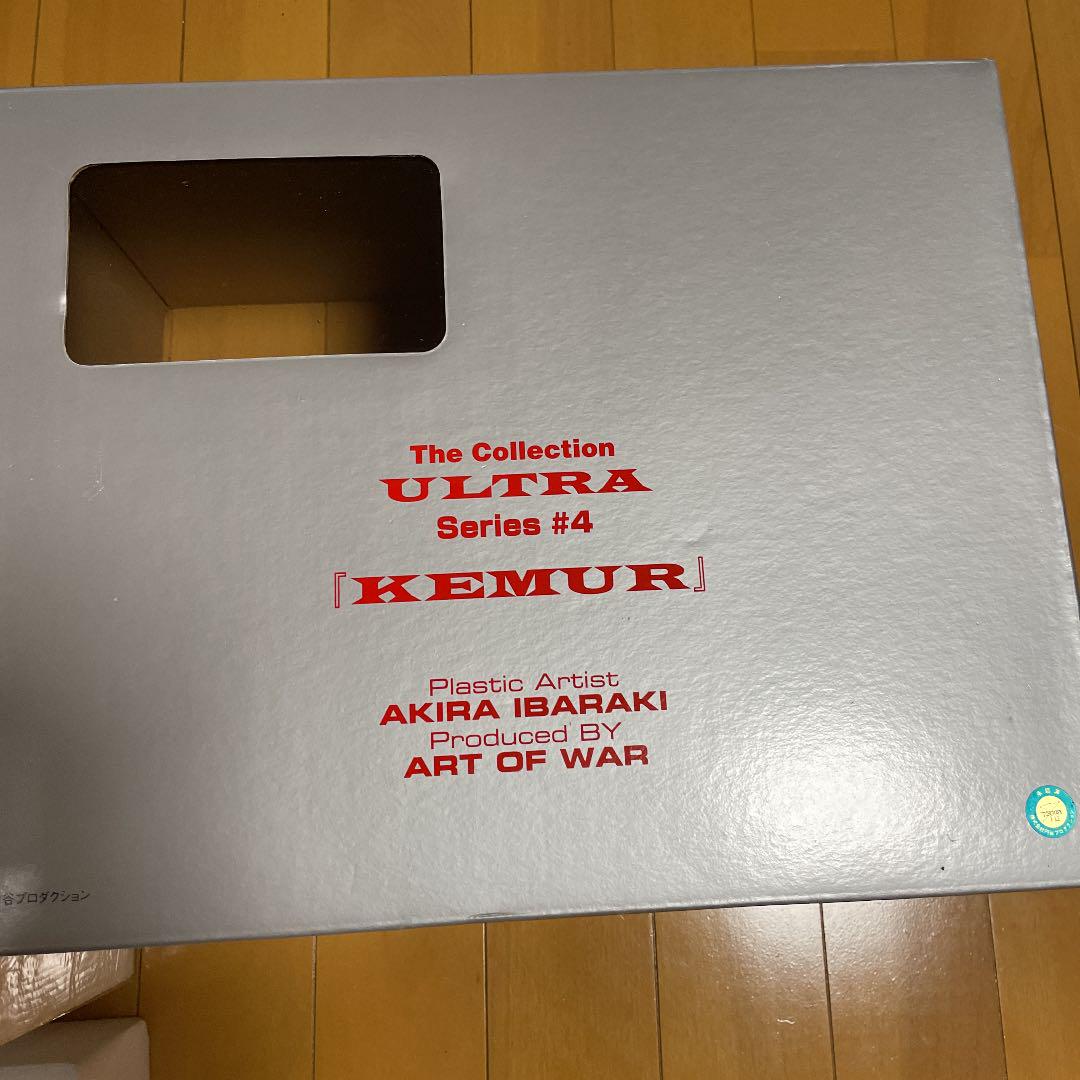 The Collection
ULTRA
Series #4
『KEMUR』
Plastic Artist
AKIRA IBARAKI
Produced BY
ART OF WAR
谷プロダクション